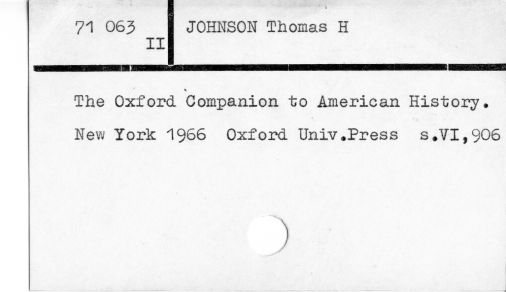 71 063
II
JOHNSON Thomas H
The Oxford Companion to American History.
New York 1966 Oxford Univ.Press s.VI,906